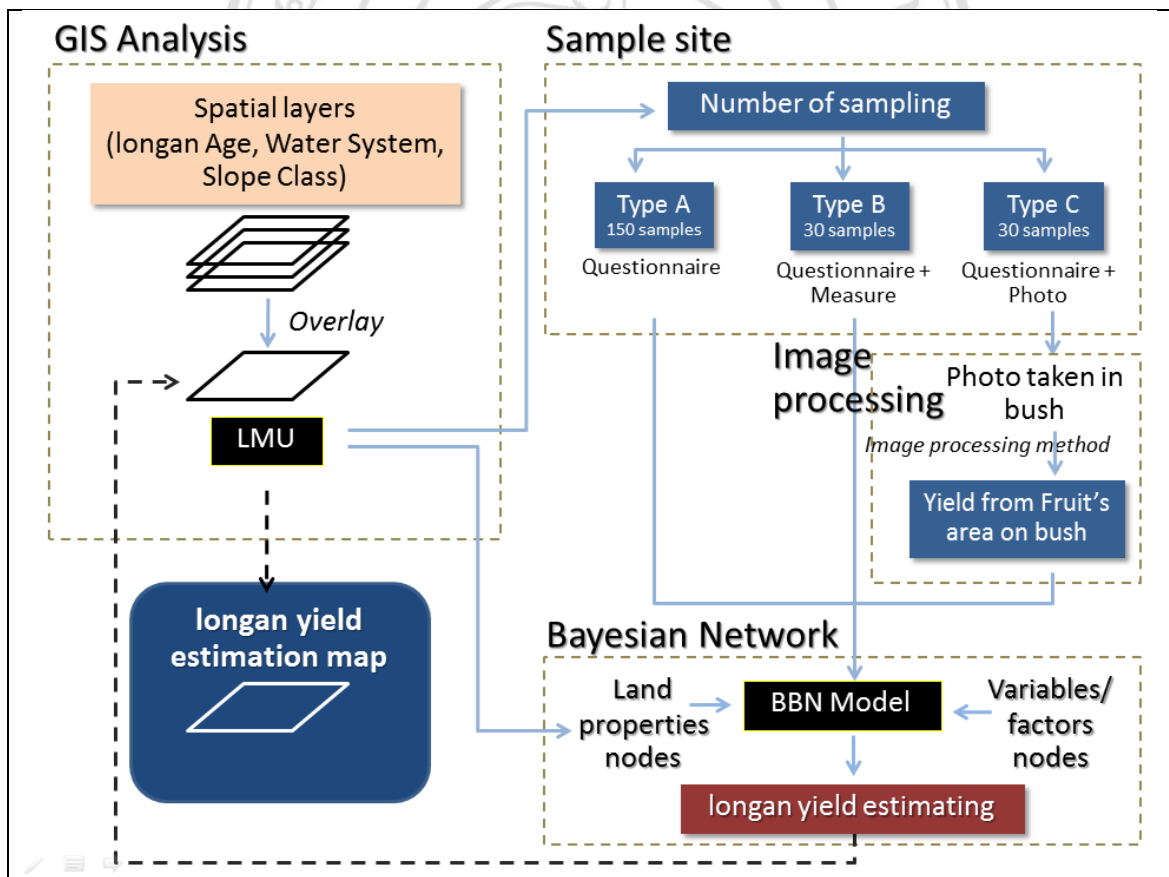 GIS Analysis
Spatial layers
(longan Age, Water System,
Slope Class)
Overlay
LMU
longan yield
estimation map
Sample site
Number of sampling
Type A
150 samples
Questionnaire
Type B
30 samples
Questionnaire +
Measure
Type C
30 samples
Questionnaire +
Photo
Image
processing
Photo taken in
bush
Image processing method
Yield from Fruit's
area on bush
Bayesian Network
Land
properties
nodes
BBN Model
Variables/
factors
nodes
longan yield estimating